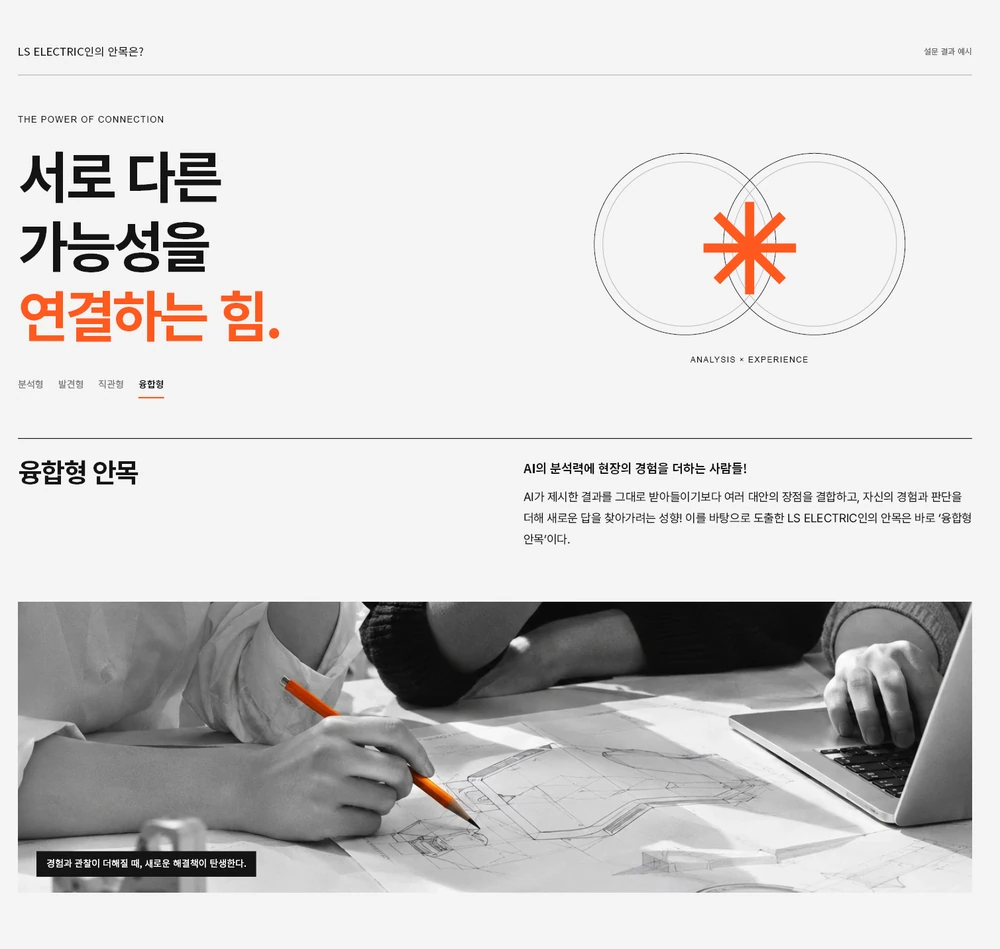 LS ELECTRIC인의 안목은?
설문 결과 예시
THE POWER OF CONNECTION
서로 다른
가능성을
연결하는 힘.
ANALYSIS × EXPERIENCE
분석형 발견형 직관형 융합형
융합형 안목
AI의 분석력에 현장의 경험을 더하는 사람들!
AI가 제시한 결과를 그대로 받아들이기보다 여러 대안의 장점을 결합하고, 자신의 경험과 판단을
더해 새로운 답을 찾아가려는 성향! 이를 바탕으로 도출한 LS ELECTRIC인의 안목은 바로 ‘융합형
안목’이다.
경험과 관찰이 더해질 때, 새로운 해결책이 탄생한다.